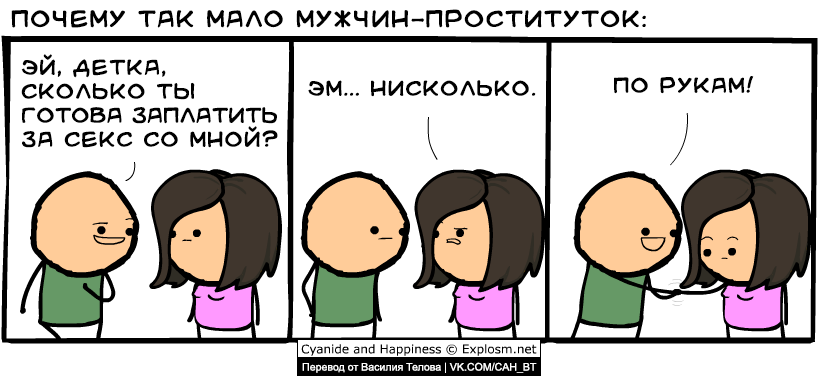 ПОЧЕМУ ТАК МАЛО МУЖЧИН-ПРОСТИТУТОК:
ЭЙ, ДЕТКА,
СКОЛЬКО ТЫ
ГОТОВА ЗАПЛАТИТЬ
ЗА СЕКС СО МНОЙ?
ЭМ... НИСКОЛЬКО.
ПО РУКАМ!
Cyanide and Happiness © Explosm.net
Перевод от Василия Телова | VK.COM/CAH_BT